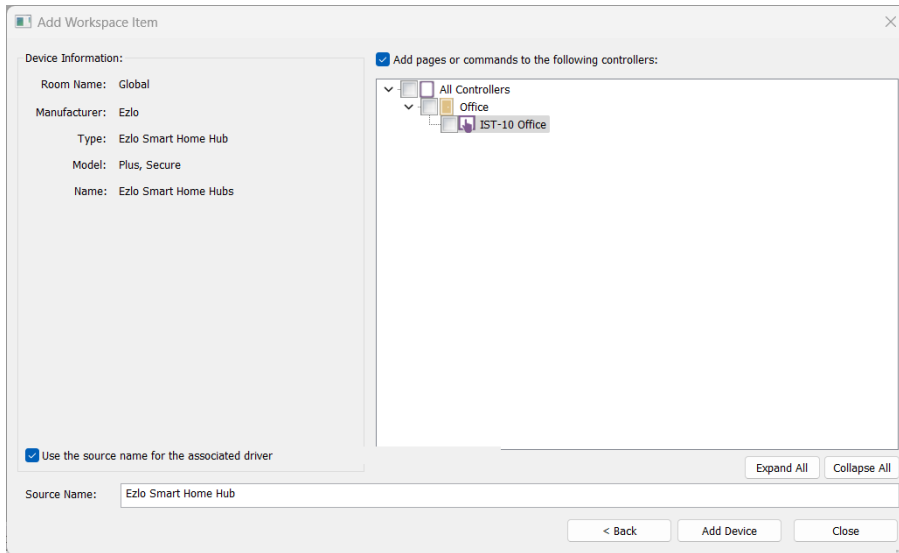 Add Workspace Item
Device Information:
Room Name: Global
Manufacturer: Ezlo
Type: Ezlo Smart Home Hub
Model: Plus, Secure
Name: Ezlo Smart Home Hubs
Use the source name for the associated driver
Add pages or commands to the following controllers:
All Controllers
Office
IST-10 Office
Expand All
Collapse All
Source Name: Ezlo Smart Home Hub
< Back
Add Device
Close